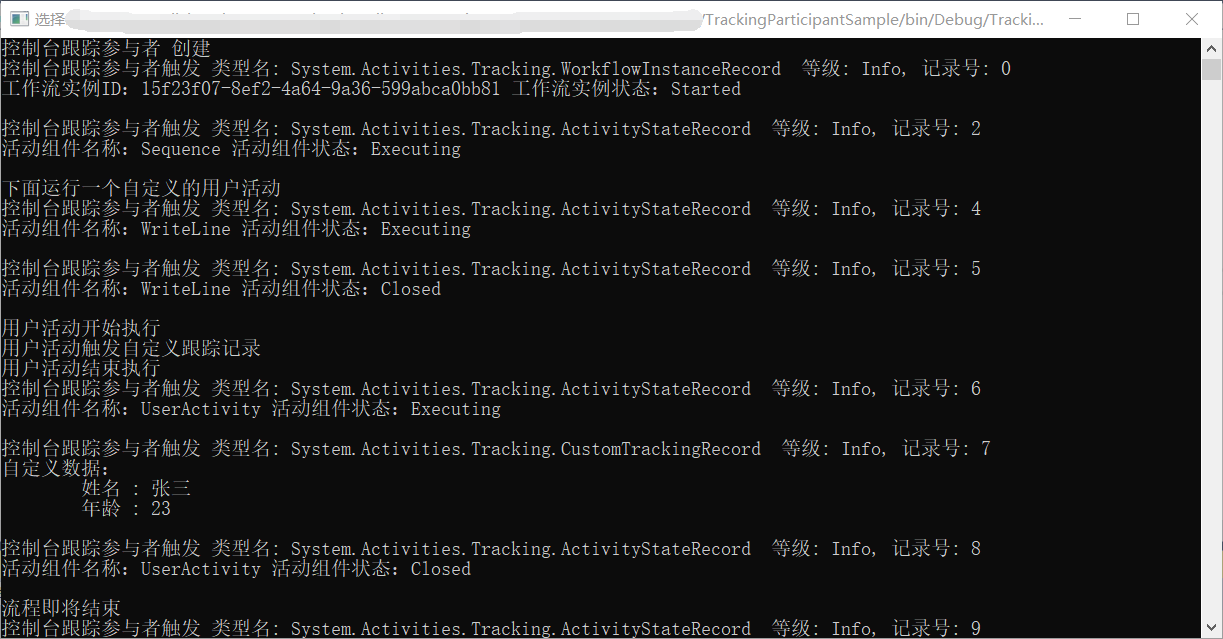 选择 /TrackingParticipantSample/bin/Debug/Tracki...
控制台跟踪参与者 创建
控制台跟踪参与者触发 类型名: System.Activities.Tracking.WorkflowInstanceRecord  等级: Info, 记录号: 0
工作流实例ID: 15f23f07-8ef2-4a64-9a36-599abca0bb81 工作流实例状态: Started
控制台跟踪参与者触发 类型名: System.Activities.Tracking.ActivityStateRecord  等级: Info, 记录号: 2
活动组件名称: Sequence 活动组件状态: Executing
下面运行一个自定义的用户活动
控制台跟踪参与者触发 类型名: System.Activities.Tracking.ActivityStateRecord  等级: Info, 记录号: 4
活动组件名称: WriteLine 活动组件状态: Executing
控制台跟踪参与者触发 类型名: System.Activities.Tracking.ActivityStateRecord  等级: Info, 记录号: 5
活动组件名称: WriteLine 活动组件状态: Closed
用户活动开始执行
用户活动触发自定义跟踪记录
用户活动结束执行
控制台跟踪参与者触发 类型名: System.Activities.Tracking.ActivityStateRecord  等级: Info, 记录号: 6
活动组件名称: UserActivity 活动组件状态: Executing
控制台跟踪参与者触发 类型名: System.Activities.Tracking.CustomTrackingRecord  等级: Info, 记录号: 7
自定义数据:
姓名 : 张三
年龄 : 23
控制台跟踪参与者触发 类型名: System.Activities.Tracking.ActivityStateRecord  等级: Info, 记录号: 8
活动组件名称: UserActivity 活动组件状态: Closed
流程即将结束
控制台跟踪参与者触发 类型名: System.Activities.Tracking.ActivityStateRecord  等级: Info, 记录号: 9